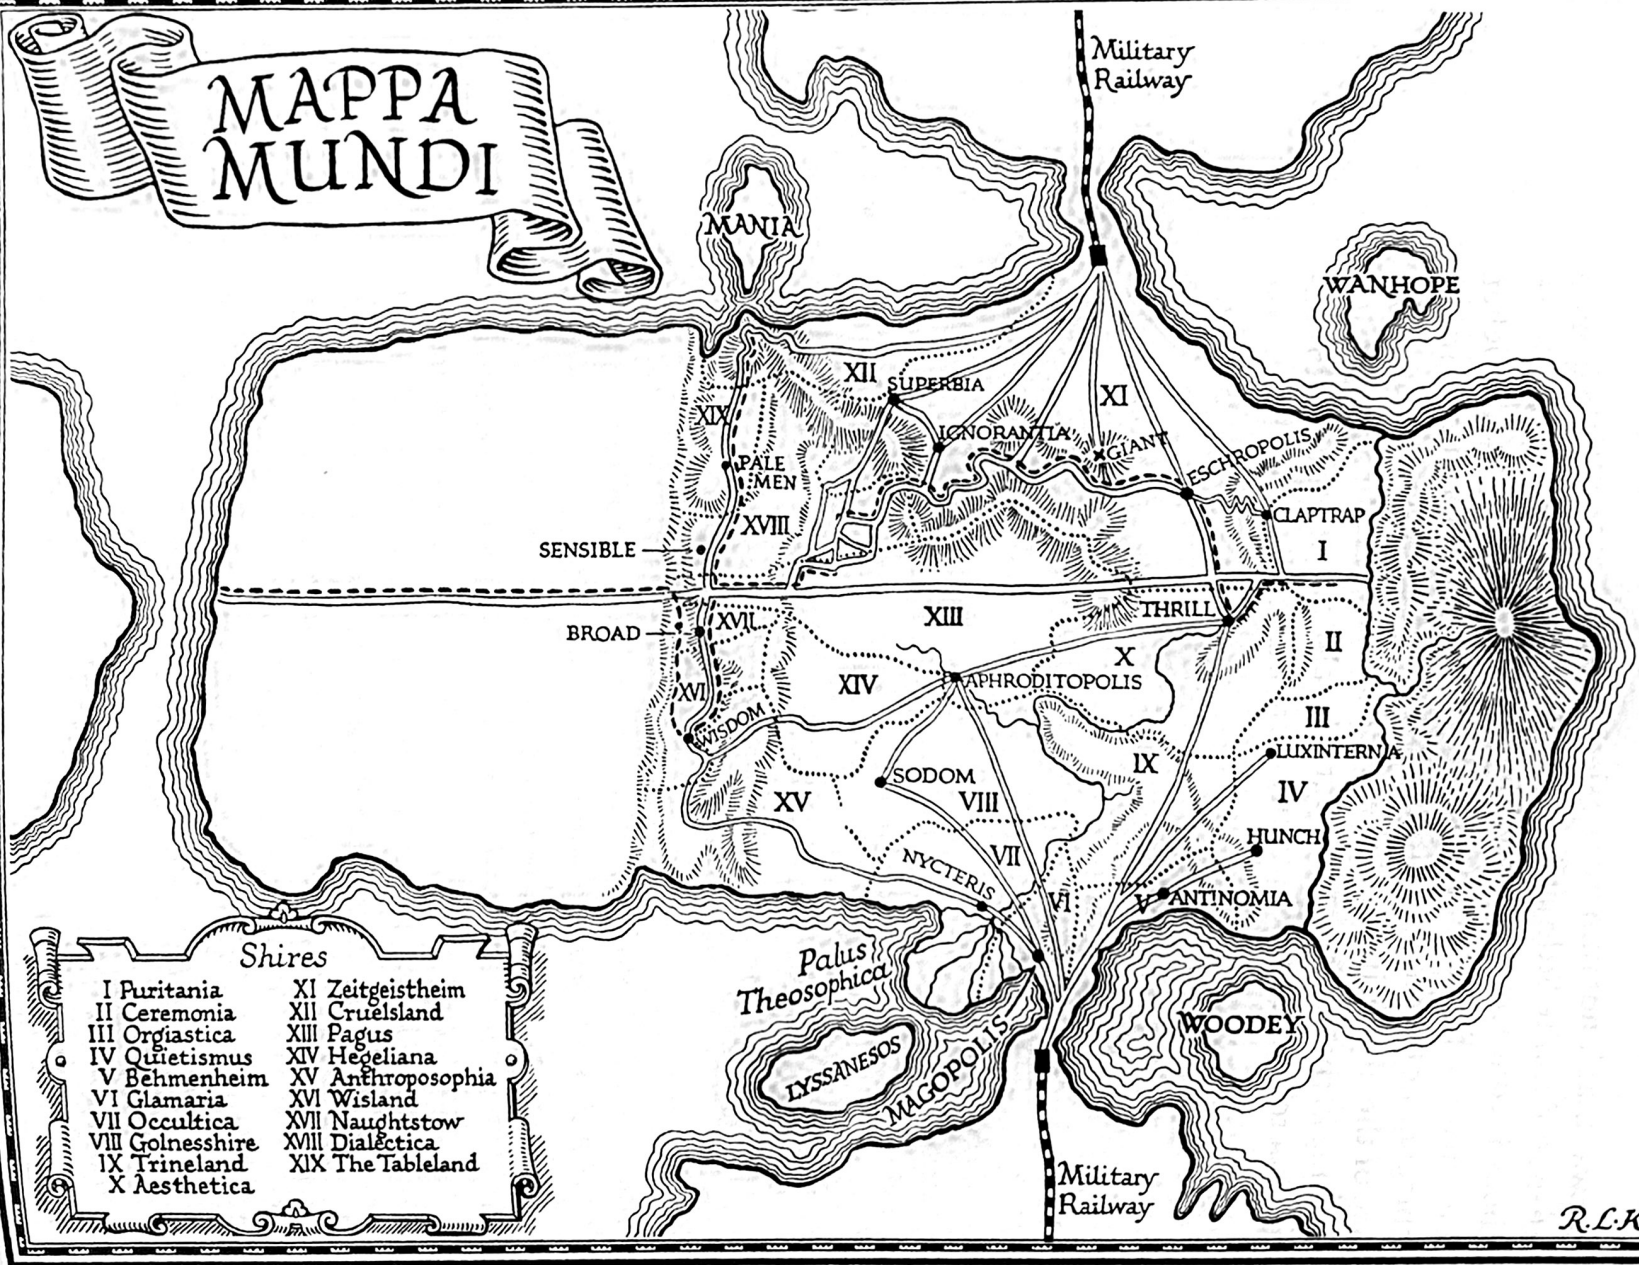 MAPPA
MUNDI
Military
Railway
MANIA
WANHOPE
XII
SUPERBIA
XI
XIX
IGNORANTIA
GIANT
ESCHROPOLIS
PALE
MEN
XVIII
CLAPTRAP
SENSIBLE
I
BROAD
XVII
XIII
THRILL
II
X
XVI
XIV
APHRODITOPOLIS
WISDOM
III
IX
LUXINTERNA
SODOM
XV
VIII
IV
HUNCH
VII
NYCTERIS
VI
V
ANTINOMIA
Palus
Theosophica
WOODEY
LYSSANESOS
MAGOPOLIS
Military
Railway
Shires
I Puritania
II Ceremonia
III Orgiastica
IV Quietismus
V Behmenheim
VI Glamaria
VII Occultica
VIII Golnesshire
IX Trineland
X Aesthetica
XI Zeitgeistheim
XII Cruelsland
XIII Pagus
XIV Hegeliana
XV Anthroposophia
XVI Wisland
XVII Naughtstow
XVIII Dialectica
XIX The Tableland
R.L.K